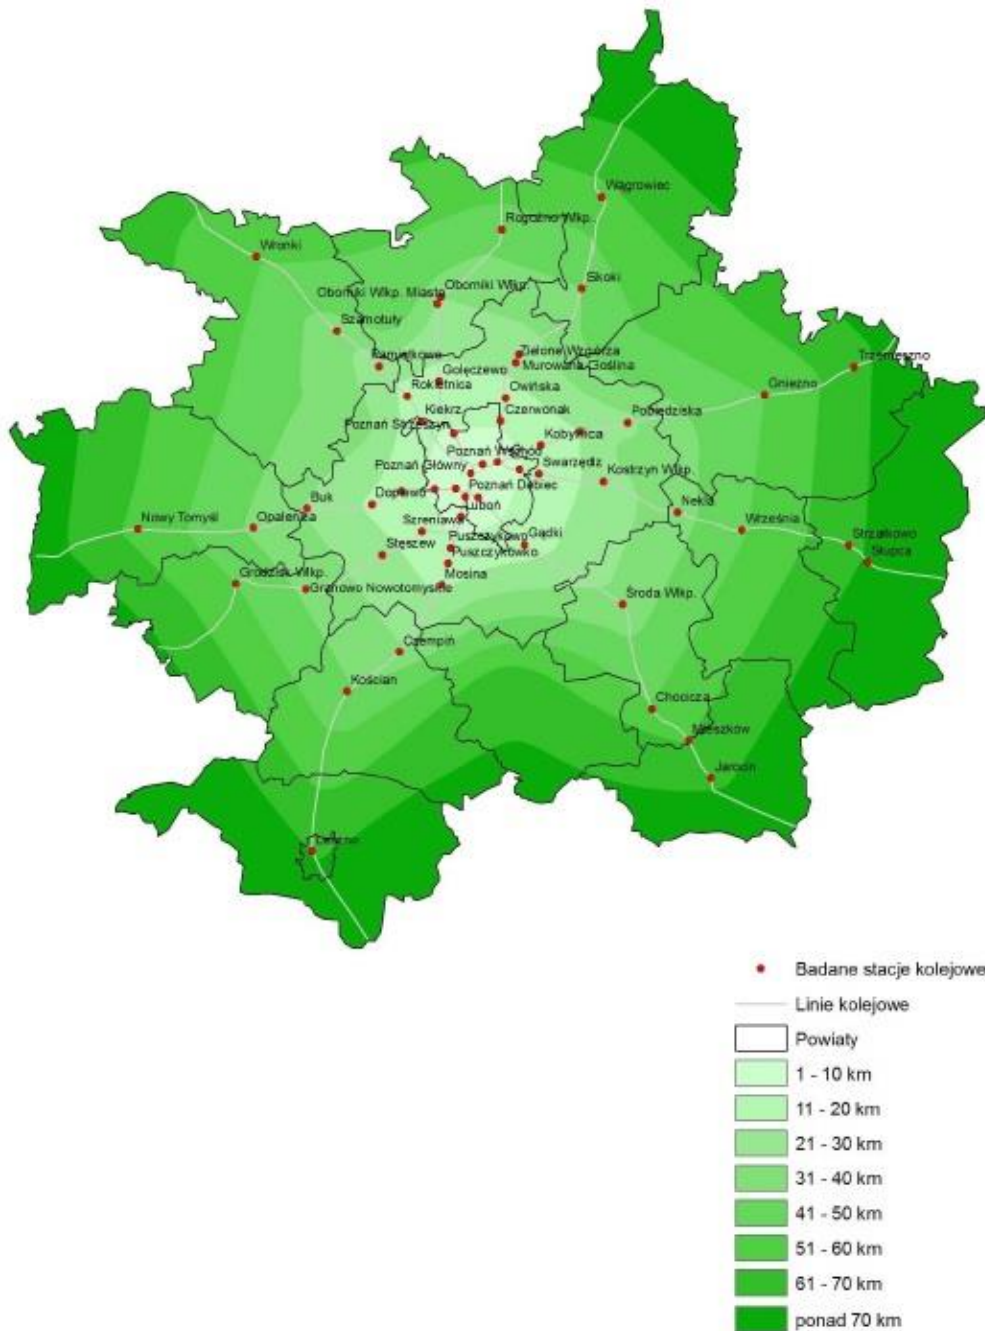 Wągrowiec
Rogoźno Wlkp.
Wronki
Skoki
Oborniki Wlkp.
Oborniki Wlkp. Miasto
Szamotuły
Zielone Wzgórza
Murowana Goślina
Trzemeszno
Pamiątkowo
Gołęczewo
Rokietnica
Owińska
Gniezno
Kiekrz
Czerwonak
Pobiedziska
Poznań Strzeszyn
Kobylnica
Poznań Wschód
Poznań Główny
Swarzędz
Kostrzyn Wlkp.
Poznań Dębiec
Buk
Dopiewo
Luboń
Nekla
Nowy Tomyśl
Opalenica
Szreniawa
Września
Strzałkowo
Puszczykowo
Gądki
Słupca
Stęszew
Puszczykówko
Mosina
Grodzisk Wlkp.
Granowo Nowotomyskie
Środa Wlkp.
Czempiń
Kościan
Chocicza
Mieszków
Jarocin
Leszno
Badane stacje kolejowe
Linie kolejowe
Powiaty
1 - 10 km
11 - 20 km
21 - 30 km
31 - 40 km
41 - 50 km
51 - 60 km
61 - 70 km
ponad 70 km